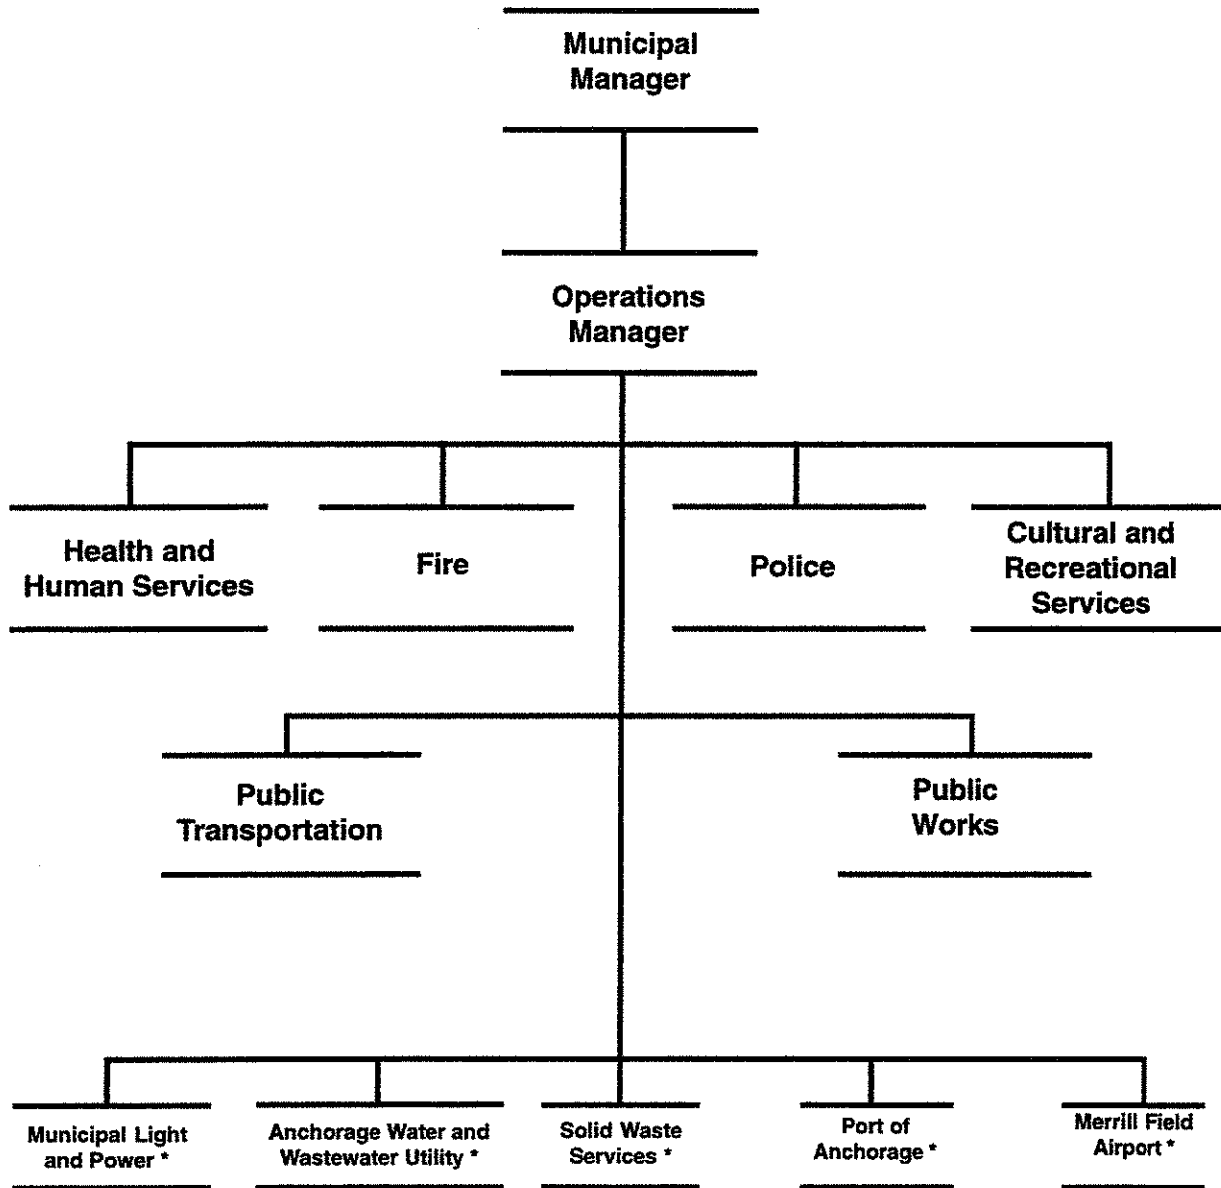 Municipal
Manager
Operations
Manager
Health and
Human Services
Fire
Police
Cultural and
Recreational
Services
Public
Transportation
Public
Works
Municipal Light
and Power *
Anchorage Water and
Wastewater Utility *
Solid Waste
Services *
Port of
Anchorage *
Merrill Field
Airport *